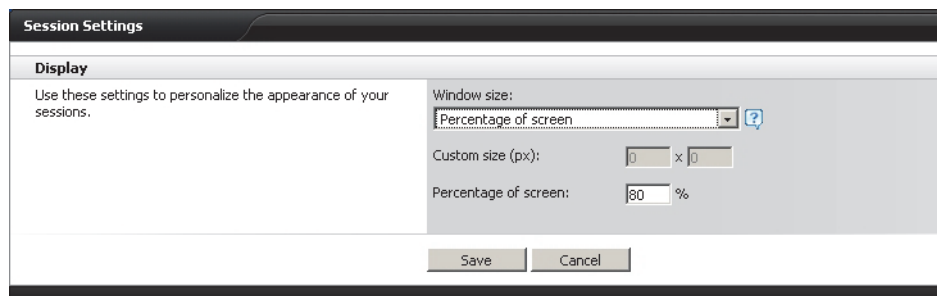 Session Settings
Display
Use these settings to personalize the appearance of your
sessions.
Window size:
Percentage of screen
?
Custom size (px): 0 x 0
Percentage of screen: 80 %
Save Cancel